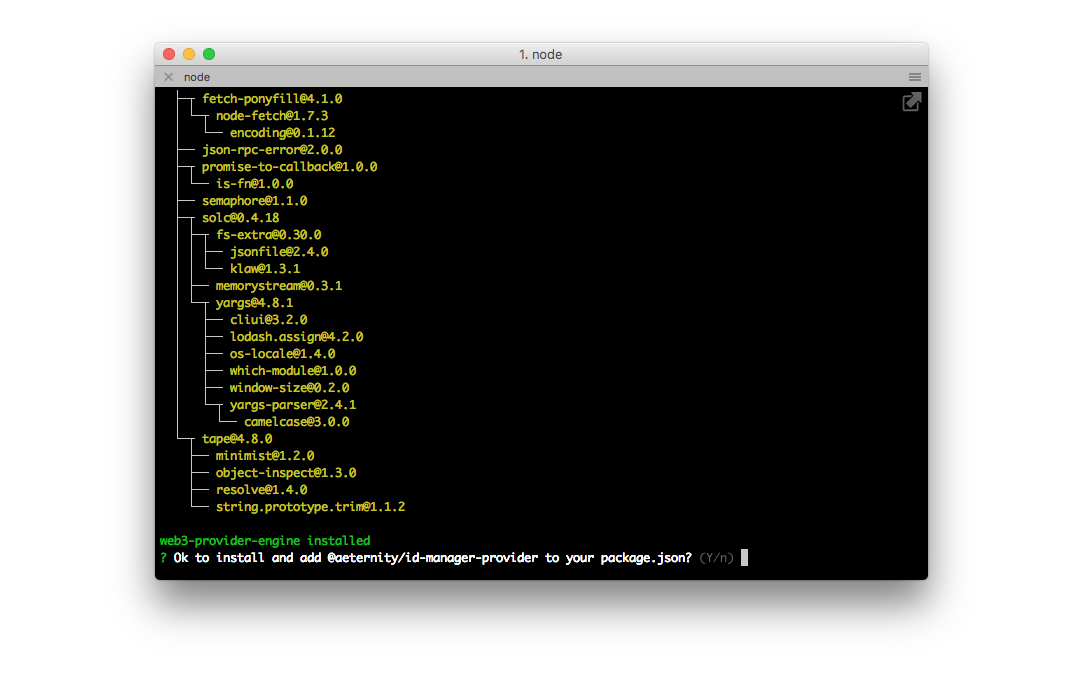 1. node
node
fetch-ponyfill@4.1.0
node-fetch@1.7.3
encoding@0.1.12
json-rpc-error@2.0.0
promise-to-callback@1.0.0
is-fn@1.0.0
semaphore@1.1.0
solc@0.4.18
fs-extra@0.30.0
jsonfile@2.4.0
klaw@1.3.1
memorystream@0.3.1
yargs@4.8.1
cliui@3.2.0
lodash.assign@4.2.0
os-locale@1.4.0
which-module@1.0.0
window-size@0.2.0
yargs-parser@2.4.1
camelcase@3.0.0
tape@4.8.0
minimist@1.2.0
object-inspect@1.3.0
resolve@1.4.0
string.prototype.trim@1.1.2
web3-provider-engine installed
? Ok to install and add @aeternity/id-manager-provider to your package.json? (Y/n)